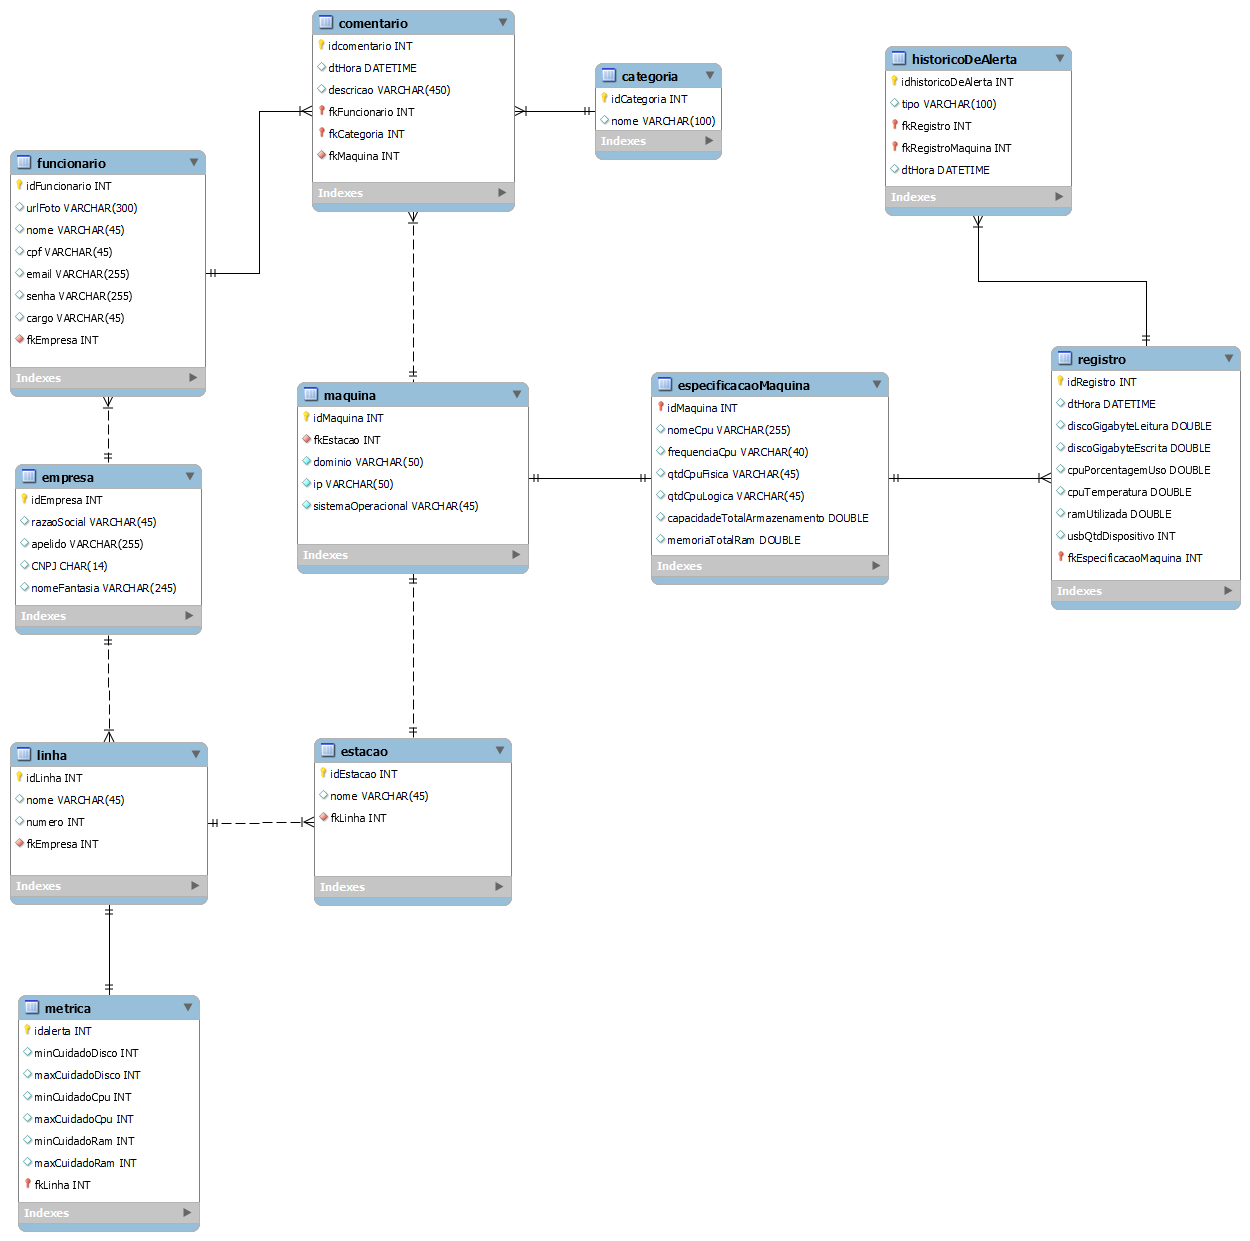 comentario
idcomentario INT
dtHora DATETIME
descricao VARCHAR(450)
fkFuncionario INT
fkCategoria INT
fkMaquina INT
Indexes
categoria
idCategoria INT
nome VARCHAR(100)
Indexes
historicoDeAlerta
idhistoricoDeAlerta INT
tipo VARCHAR(100)
fkRegistro INT
fkRegistroMaquina INT
dtHora DATETIME
Indexes
funcionario
idFuncionario INT
urlFoto VARCHAR(300)
nome VARCHAR(45)
cpf VARCHAR(45)
email VARCHAR(255)
senha VARCHAR(255)
cargo VARCHAR(45)
fkEmpresa INT
Indexes
maquina
idMaquina INT
fkEstacao INT
dominio VARCHAR(50)
ip VARCHAR(50)
sistemaOperacional VARCHAR(45)
Indexes
especificacaoMaquina
idMaquina INT
nomeCpu VARCHAR(255)
frequenciaCpu VARCHAR(40)
qtdCpuFisica VARCHAR(45)
qtdCpuLogica VARCHAR(45)
capacidadeTotalArmazenamento DOUBLE
memoriaTotalRam DOUBLE
Indexes
registro
idRegistro INT
dtHora DATETIME
discoGigabyteLeitura DOUBLE
discoGigabyteEscrita DOUBLE
cpuPorcentagemUso DOUBLE
cpuTemperatura DOUBLE
ramUtilizada DOUBLE
usbQtdDispositivo INT
fkEspecificacaoMaquina INT
Indexes
empresa
idEmpresa INT
razaoSocial VARCHAR(45)
apelido VARCHAR(255)
CNPJ CHAR(14)
nomeFantasia VARCHAR(245)
Indexes
linha
idLinha INT
nome VARCHAR(45)
numero INT
fkEmpresa INT
Indexes
estacao
idEstacao INT
nome VARCHAR(45)
fkLinha INT
Indexes
metrica
idalerta INT
minCuidadoDisco INT
maxCuidadoDisco INT
minCuidadoCpu INT
maxCuidadoCpu INT
minCuidadoRam INT
maxCuidadoRam INT
fkLinha INT
Indexes